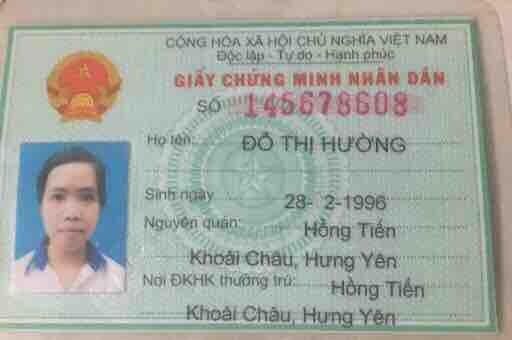 CỘNG HÒA XÃ HỘI CHỦ NGHĨA VIỆT NAM
Độc lập - Tự do - Hạnh phúc
GIẤY CHỨNG MINH NHÂN DÂN
SỐ 145678608
Họ tên: ĐỖ THỊ HƯỜNG
Sinh ngày 28- 2-1996
Nguyên quán: Hồng Tiến
Khoái Châu, Hưng Yên
Nơi ĐKHK thường trú: Hồng Tiến
Khoái Châu, Hưng Yên